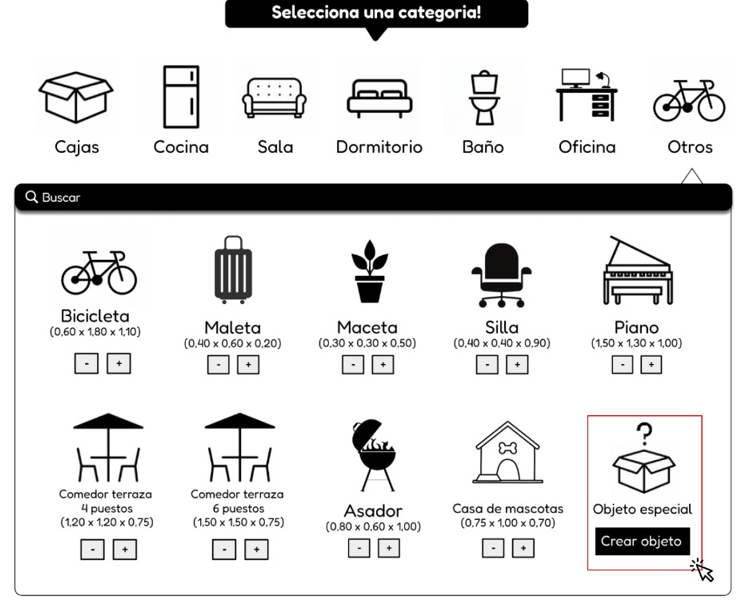 Selecciona una categoria!
Cajas
Cocina
Sala
Dormitorio
Baño
Oficina
Otros
Buscar
Bicicleta
(0,60 x 1,80 x 1,10)
- +
Maleta
(0,40 x 0.60 x 0,20)
- +
Maceta
(0,30 x 0.30 x 0.50)
- +
Silla
(0,40 x 0,40 x 0.90)
- +
Piano
(1,50 x 1,30 x 1,00)
- +
Comedor terraza
4 puestos
(1,20 x 1,20 x 0.75)
- +
Comedor terraza
6 puestos
(1,50 x 1,50 x 0.75)
- +
Asador
(0,80 x 0,60 x 1,00)
- +
Casa de mascotas
(0,75 x 1,00 x 0,70)
- +
?
Objeto especial
Crear objeto